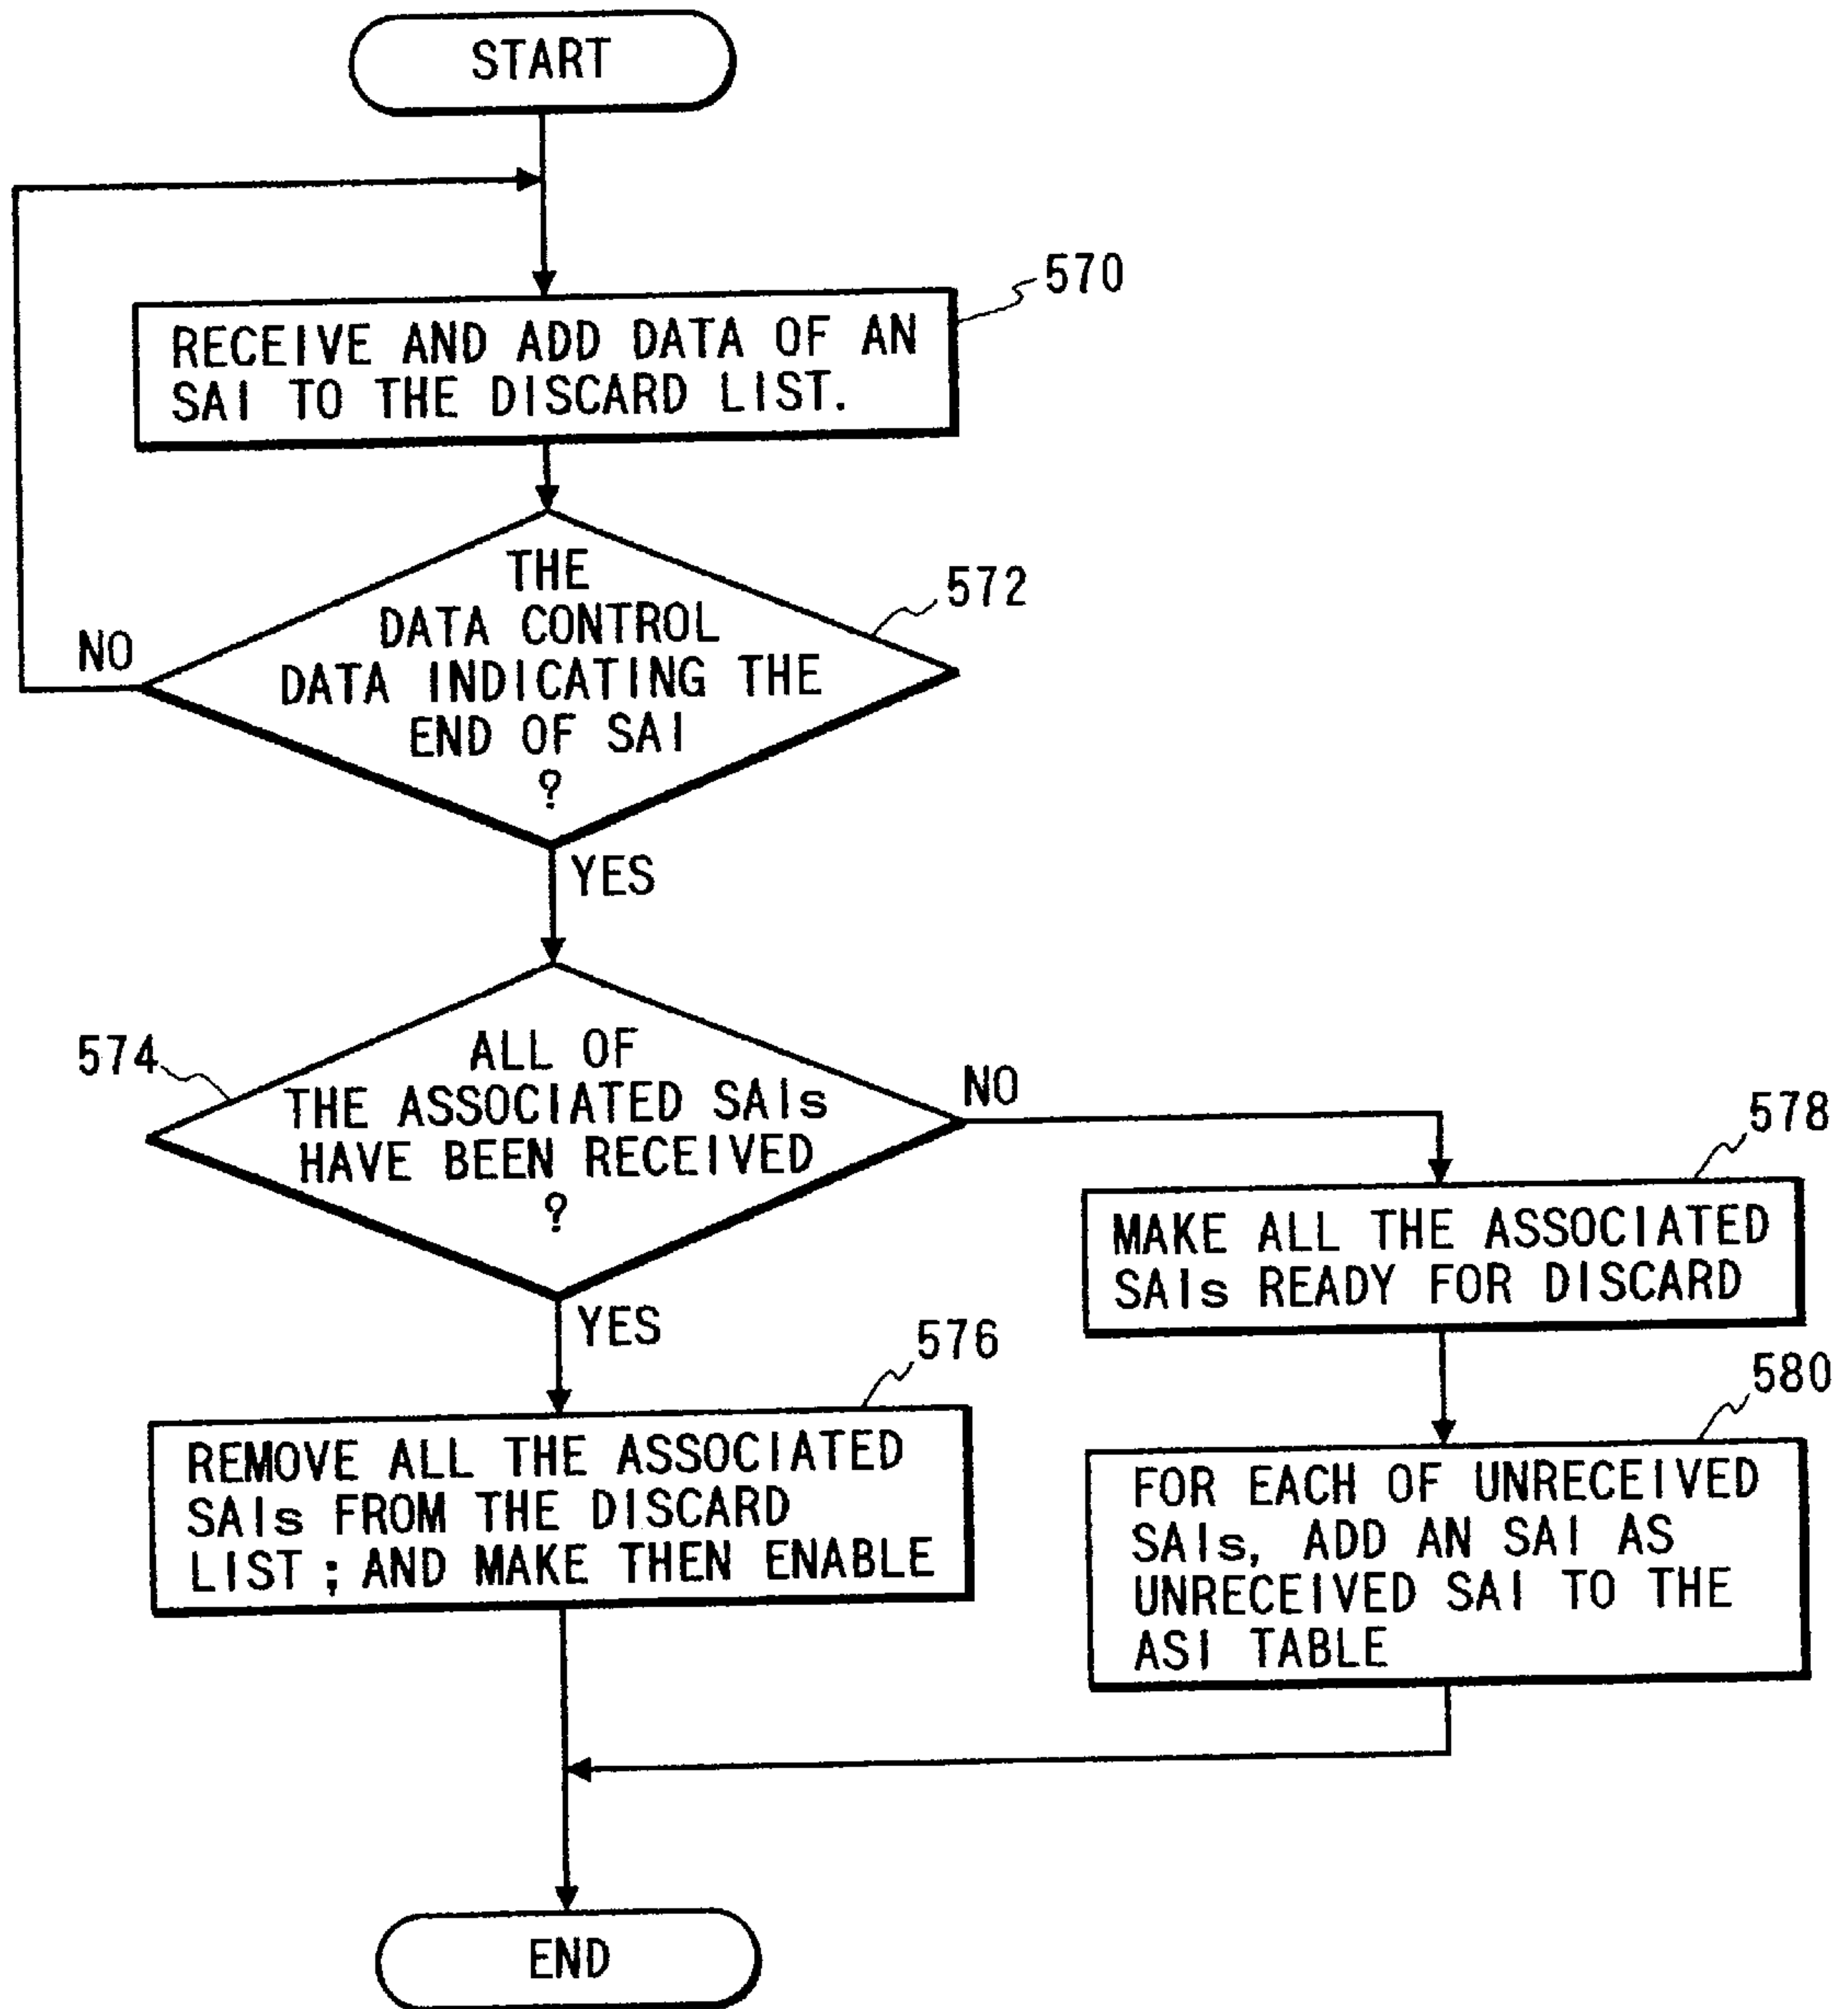 START
570
RECEIVE AND ADD DATA OF AN
SAI TO THE DISCARD LIST.
572
THE
DATA CONTROL
DATA INDICATING THE
END OF SAI
?
NO
YES
574
ALL OF
THE ASSOCIATED SAIs
HAVE BEEN RECEIVED
?
NO
YES
578
MAKE ALL THE ASSOCIATED
SAIs READY FOR DISCARD
576
REMOVE ALL THE ASSOCIATED
SAIs FROM THE DISCARD
LIST ; AND MAKE THEN ENABLE
580
FOR EACH OF UNRECEIVED
SAIs, ADD AN SAI AS
UNRECEIVED SAI TO THE
ASI TABLE
END